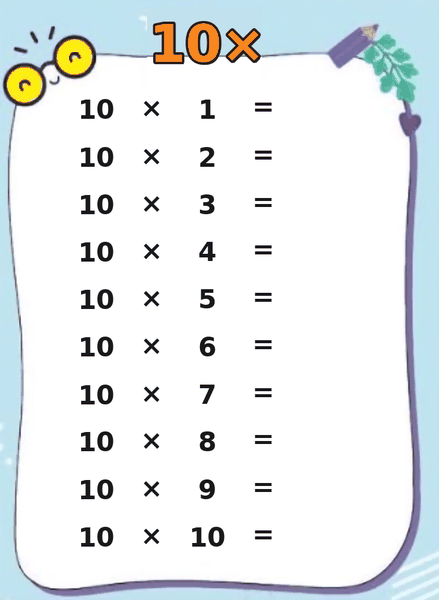 10×
10 × 1 =
10 × 2 =
10 × 3 =
10 × 4 =
10 × 5 =
10 × 6 =
10 × 7 =
10 × 8 =
10 × 9 =
10 × 10 =